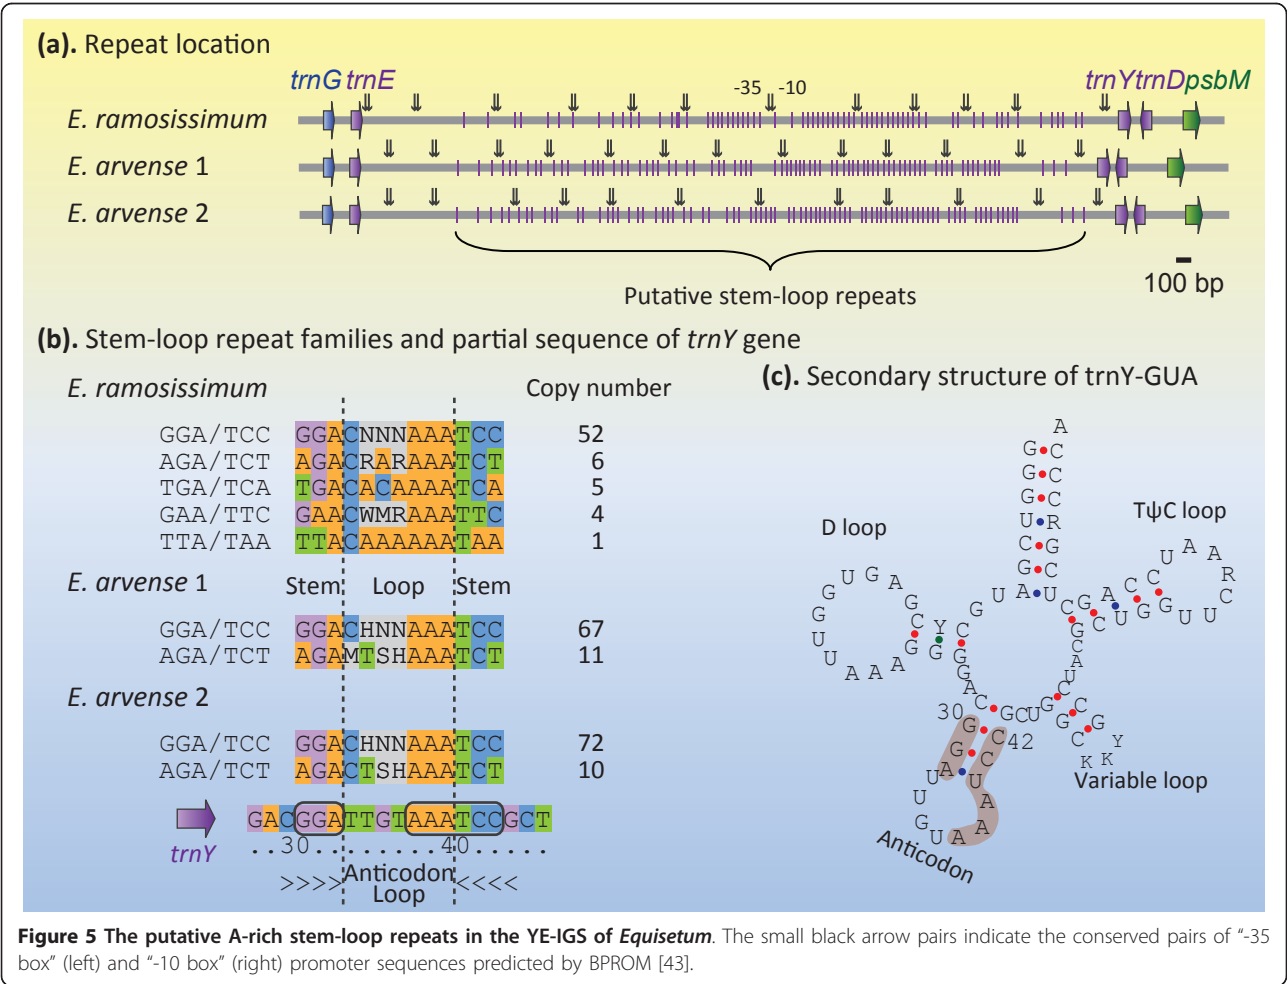 (a). Repeat location
trnG trnE -35 -10 trnY trnD psbM
E. ramosissimum
E. arvense 1
E. arvense 2
Putative stem-loop repeats
100 bp
(b). Stem-loop repeat families and partial sequence of trnY gene
E. ramosissimum Copy number
GGA/TCC GGACNNNAAATCC 52
AGA/TCT AGACRARAAATCT 6
TGA/TCA TGACACAAAATCA 5
GAA/TTC GAACWMRAAATTC 4
TTA/TAA TTACAAAAAATAA 1
E. arvense 1 Stem Loop Stem
GGA/TCC GGACHNNAAATCC 67
AGA/TCT AGAMTSHAAATCT 11
E. arvense 2
GGA/TCC GGACHNNAAATCC 72
AGA/TCT AGACTSHAAATCT 10
trnY GACGGATTGTAAATCCGCT
..30........40......
>>>> Anticodon Loop <<<<
(c). Secondary structure of trnY-GUA
A
G C
G C
G C
U R
C G
G C
A U
D loop
TψC loop
U G A G C Y C G U
G G U U A A A G G G G A
C G A C C U A A R C U U G G U C
G C A U C C G Y K K C G G U C G C
30
42
G A U U G U A A A U C C
Variable loop
Anticodon
Figure 5 The putative A-rich stem-loop repeats in the YE-IGS of Equisetum. The small black arrow pairs indicate the conserved pairs of “-35
box” (left) and “-10 box” (right) promoter sequences predicted by BPROM [43].